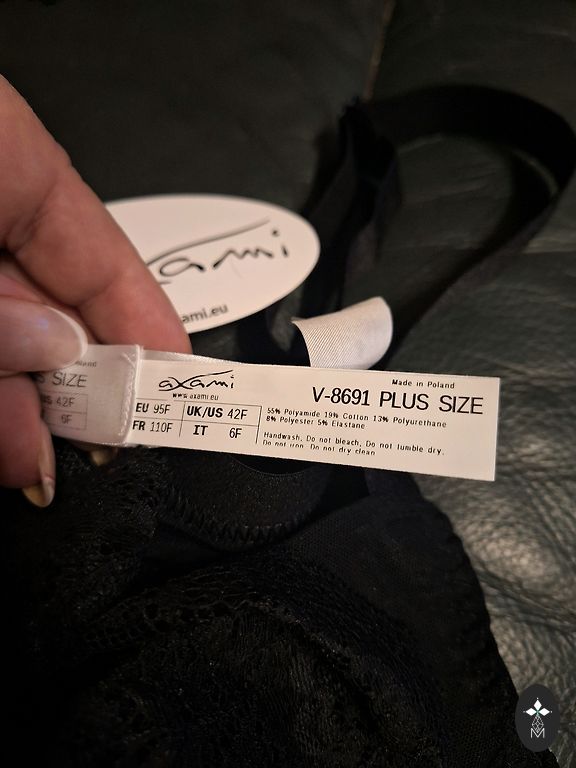 axami
ami.eu
S SIZE
42F
6F
axami
www.axami.eu
Made in Poland
V-8691 PLUS SIZE
EU 95F UK/US 42F
FR 110F IT 6F
55% Polyamide 19% Cotton 13% Polyurethane
8% Polyester 5% Elastane
Handwash. Do not bleach. Do not tumble dry.
Do not iron. Do not dry clean
M